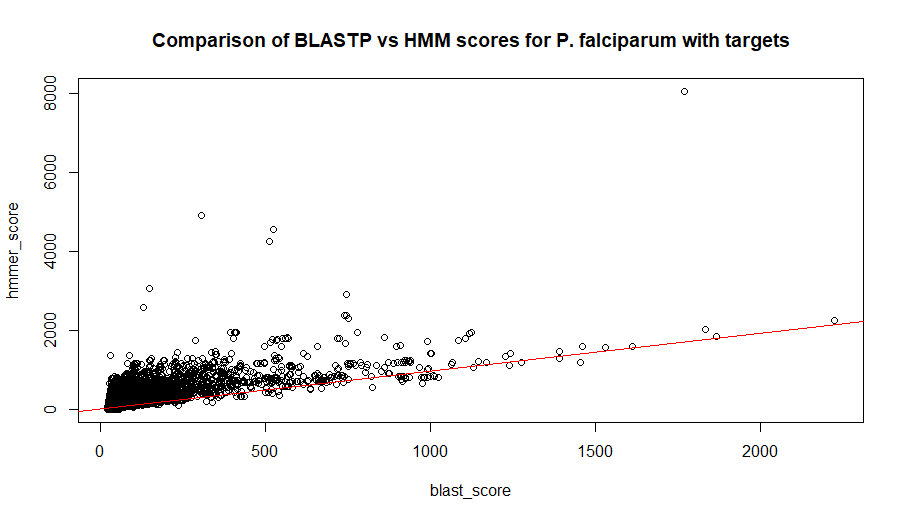 Comparison of BLASTP vs HMM scores for P. falciparum with targets
hmmer_score
8000
6000
4000
2000
0
0 500 1000 1500 2000
blast_score